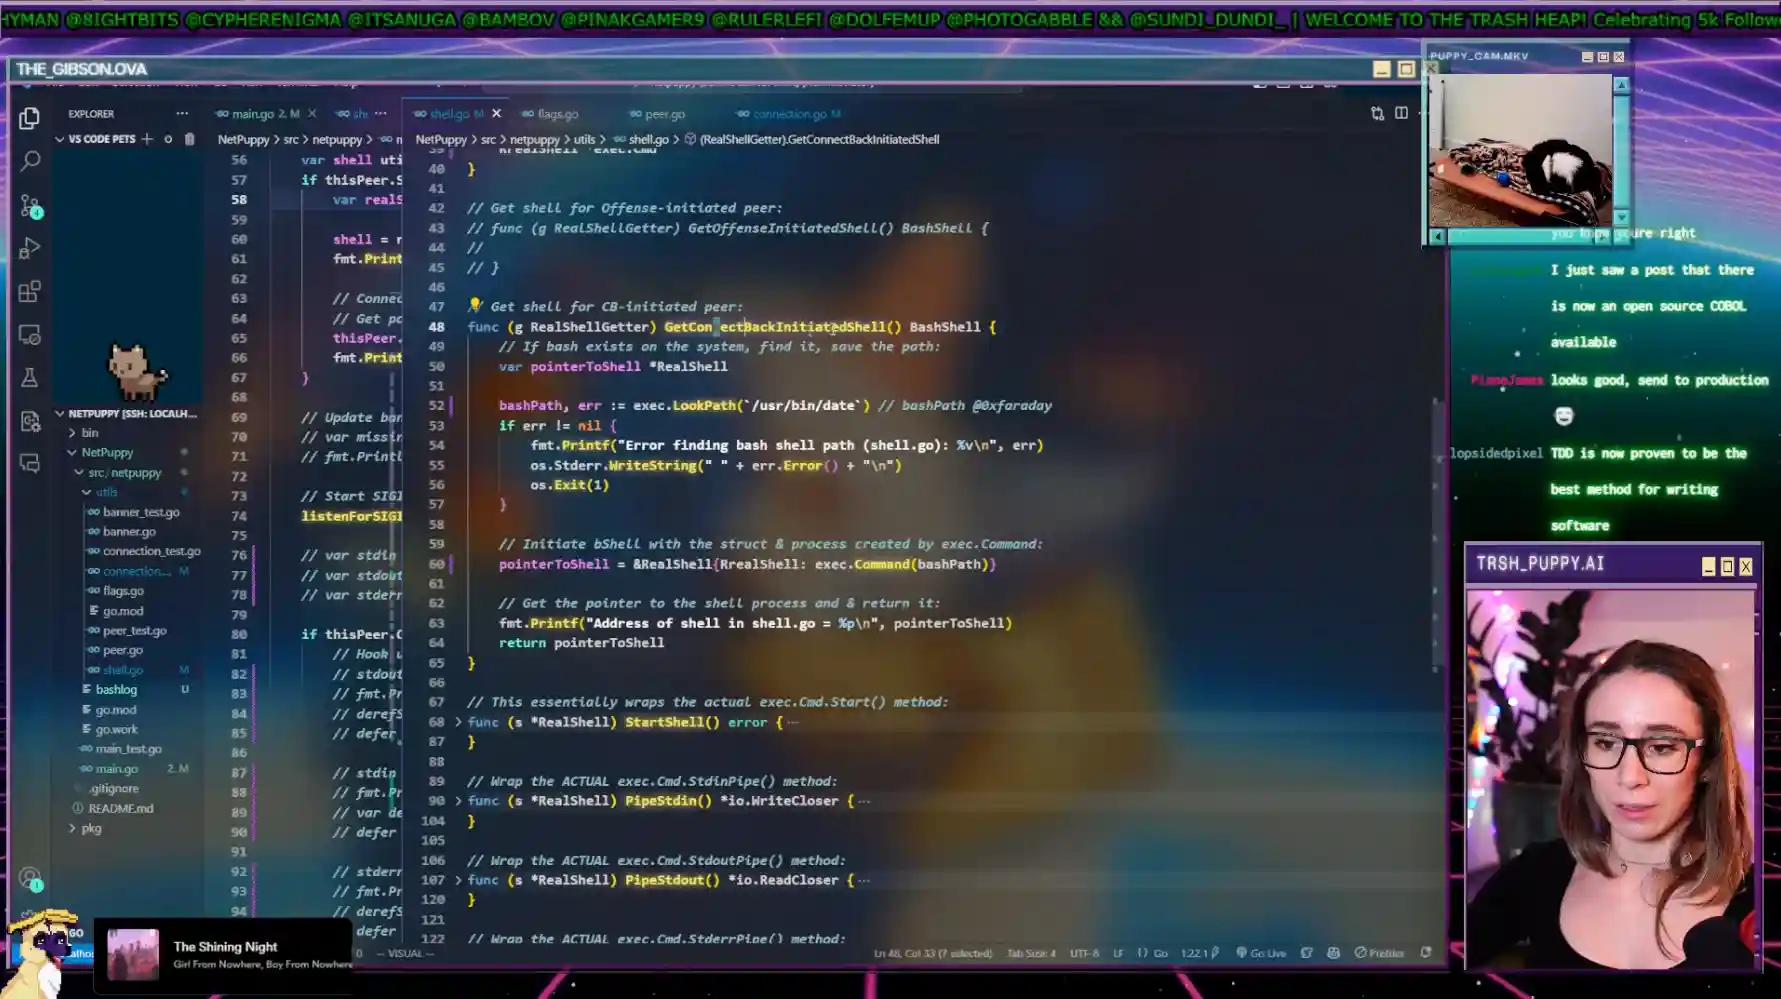 HYMAN @8IGHTBITS @CYPHERENIGMA @ITSANUGA @BAMBOV @PINAKGAMER9 @RULERLEFI @DOLFEMUP @PHOTOGABBLE && @SUNDI_DUNDI_ | WELCOME TO THE TRASH HEAP! Celebrating 5k Follow
THE_GIBSON.OVA
PUPPY_CAM.MKV
EXPLORER
VS CODE PETS
NETPUPPY [SSH: LOCALH...
bin
NetPuppy
src/netpuppy
utils
banner_test.go
banner.go
connection_test.go
connection... M
flags.go
go.mod
peer_test.go
peer.go
shell.go M
bashlog U
go.mod
go.work
main_test.go
main.go 2, M
.gitignore
README.md
pkg
main.go 2, M
NetPuppy > src > netpuppy >
56 var shell uti
57 if thisPeer.S
58 var realS
59
60 shell = r
61 fmt.Print
62
63 // Connec
64 // Get po
65 thisPeer.
66 fmt.Print
67 }
68
69 // Update ban
70 // var missin
71 // fmt.PrintL
72
73 // Start SIGI
74 listenForSIGI
75
76 // var stdin
77 // var stdout
78 // var stderr
79
80 if thisPeer.C
81 // Hook u
82 // stdout
83 // fmt.Pr
84 // derefS
85 // defer
86
87 // stdin
88 // fmt.Pr
89 // var de
90 // defer
91
92 // stderr
93 // fmt.Pr
94 // derefS
// defer
shell.go M
flags.go
peer.go
connection.go M
NetPuppy > src > netpuppy > utils > shell.go > (RealShellGetter).GetConnectBackInitiatedShell
40 }
41
42 // Get shell for Offense-initiated peer:
43 // func (g RealShellGetter) GetOffenseInitiatedShell() BashShell {
44 //
45 // }
46
47 // Get shell for CB-initiated peer:
48 func (g RealShellGetter) GetConnectBackInitiatedShell() BashShell {
49 // If bash exists on the system, find it, save the path:
50 var pointerToShell *RealShell
51
52 bashPath, err := exec.LookPath(`/usr/bin/date`) // bashPath @0xfaraday
53 if err != nil {
54 fmt.Printf("Error finding bash shell path (shell.go): %v\n", err)
55 os.Stderr.WriteString(" " + err.Error() + "\n")
56 os.Exit(1)
57 }
58
59 // Initiate bShell with the struct & process created by exec.Command:
60 pointerToShell = &RealShell{RrealShell: exec.Command(bashPath)}
61
62 // Get the pointer to the shell process and & return it:
63 fmt.Printf("Address of shell in shell.go = %p\n", pointerToShell)
64 return pointerToShell
65 }
66
67 // This essentially wraps the actual exec.Cmd.Start() method:
68 func (s *RealShell) StartShell() error { ...
87 }
88
89 // Wrap the ACTUAL exec.Cmd.StdinPipe() method:
90 func (s *RealShell) PipeStdin() *io.WriteCloser { ...
104 }
105
106 // Wrap the ACTUAL exec.Cmd.StdoutPipe() method:
107 func (s *RealShell) PipeStdout() *io.ReadCloser { ...
120 }
121
122 // Wrap the ACTUAL exec.Cmd.StderrPipe() method:
-- VISUAL --
Ln 48, Col 33 (7 selected) Tab Size: 4 UTF-8 LF Go 1.22.1 Go Live Prettier
The Shining Night
Girl From Nowhere, Boy From Nowhere
you know youre right
I just saw a post that there
is now an open source COBOL
available
PianoJames looks good, send to production
lopsidedpixel TDD is now proven to be the
best method for writing
software
TRSH_PUPPY.AI